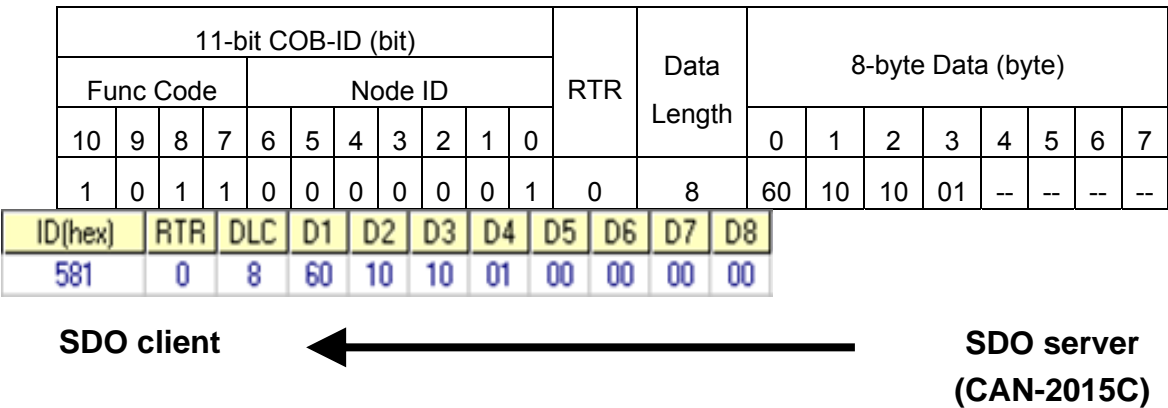 11-bit COB-ID (bit) RTR Data Length 8-byte Data (byte)
Func Code Node ID
10 9 8 7 6 5 4 3 2 1 0 0 1 2 3 4 5 6 7
1 0 1 1 0 0 0 0 0 0 1 0 8 60 10 10 01 -- -- -- --
ID(hex) RTR DLC D1 D2 D3 D4 D5 D6 D7 D8
581 0 8 60 10 10 01 00 00 00 00
SDO client SDO server
(CAN-2015C)